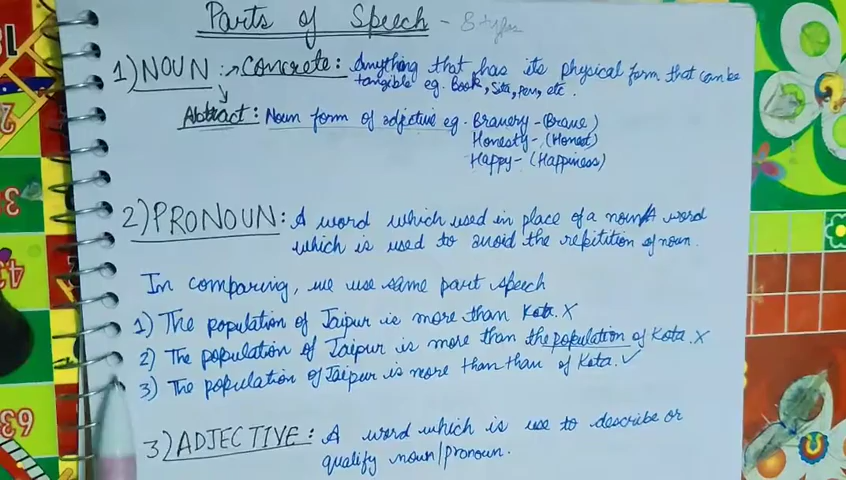 Parts of Speech - 8 types
1) NOUN :→ Concrete: Anything that has its physical form that can be
tangible eg. Book, Sita, Pen, etc.
Abstract: Noun form of adjective eg. Bravery - (Brave)
Honesty - (Honest)
Happy - (Happiness)
2) PRONOUN: A word which used in place of a noun/A word
which is used to avoid the repitition of noun.
In comparing, we use same part speech
1) The population of Jaipur is more than Kota. X
2) The population of Jaipur is more than the population of Kota. X
3) The population of Jaipur is more than than of Kota. ✓
3) ADJECTIVE: A word which is use to describe or
qualify noun/pronoun.
63